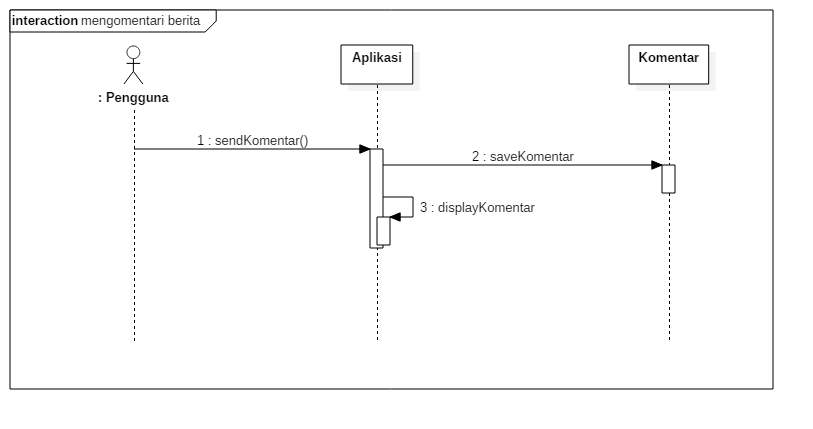 interaction mengomentari berita
Aplikasi
Komentar
: Pengguna
1 : sendKomentar()
2 : saveKomentar
3 : displayKomentar